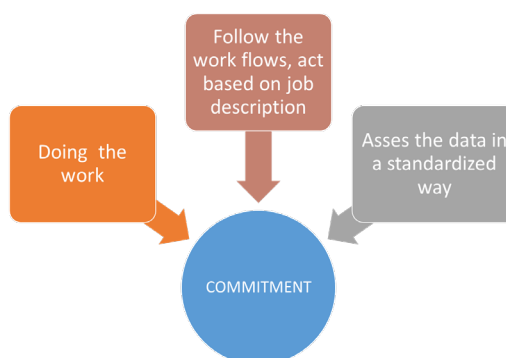 Follow the
work flows, act
based on job
description
Doing the
work
Asses the data in
a standardized
way
COMMITMENT